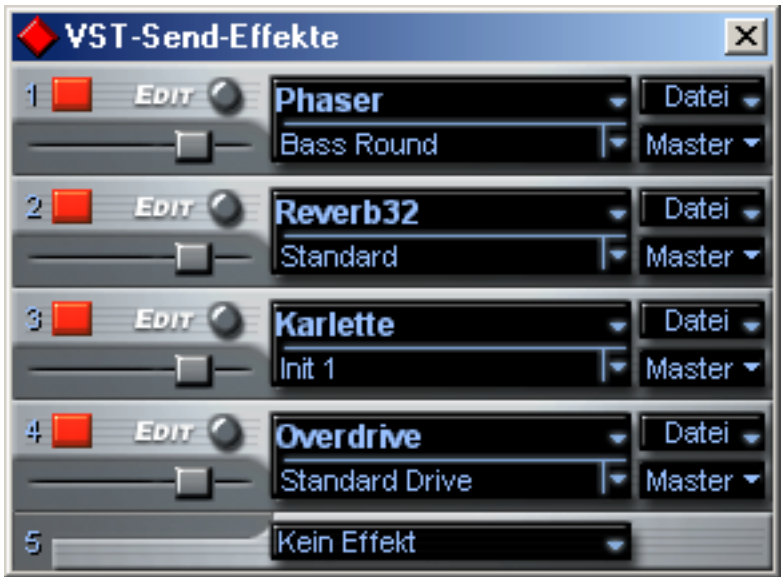 VST-Send-Effekte
1 EDIT Phaser Datei
Bass Round Master
2 EDIT Reverb32 Datei
Standard Master
3 EDIT Karlette Datei
Init 1 Master
4 EDIT Overdrive Datei
Standard Drive Master
5 Kein Effekt